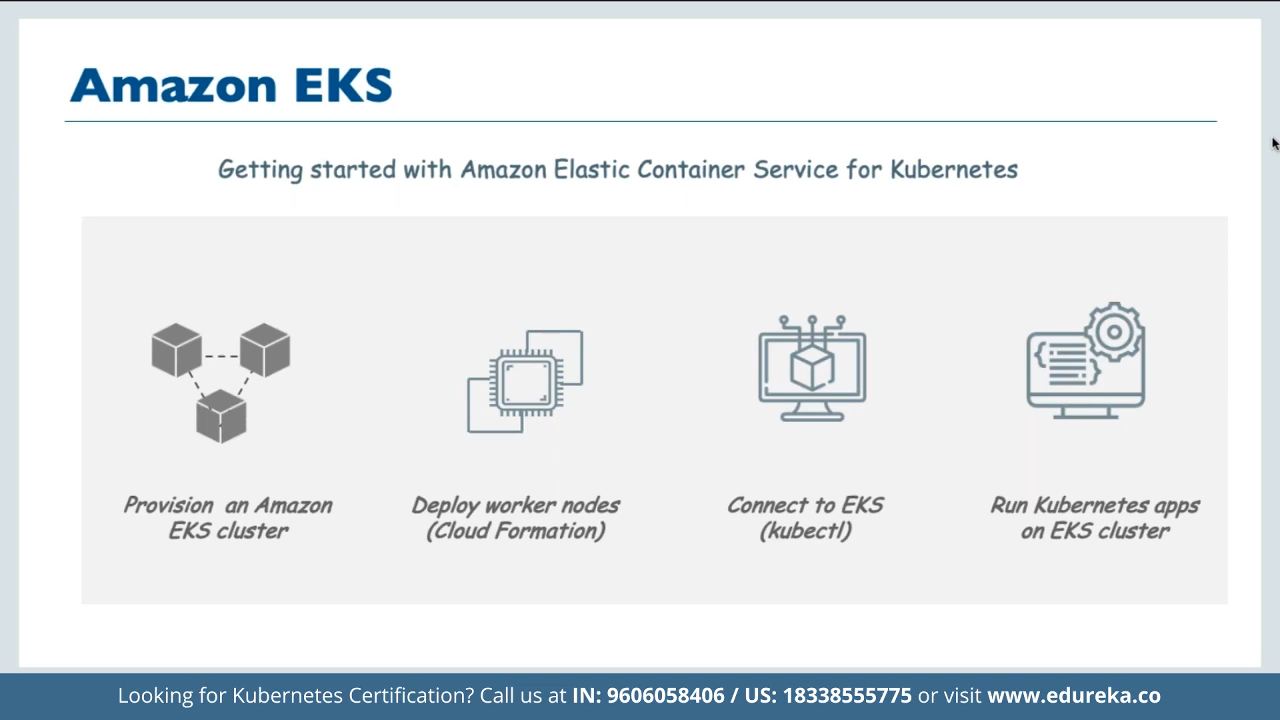 Amazon EKS
Getting started with Amazon Elastic Container Service for Kubernetes
Provision an Amazon
EKS cluster
Deploy worker nodes
(Cloud Formation)
Connect to EKS
(kubectl)
Run Kubernetes apps
on EKS cluster
Looking for Kubernetes Certification? Call us at IN: 9606058406 / US: 18338555775 or visit www.edureka.co